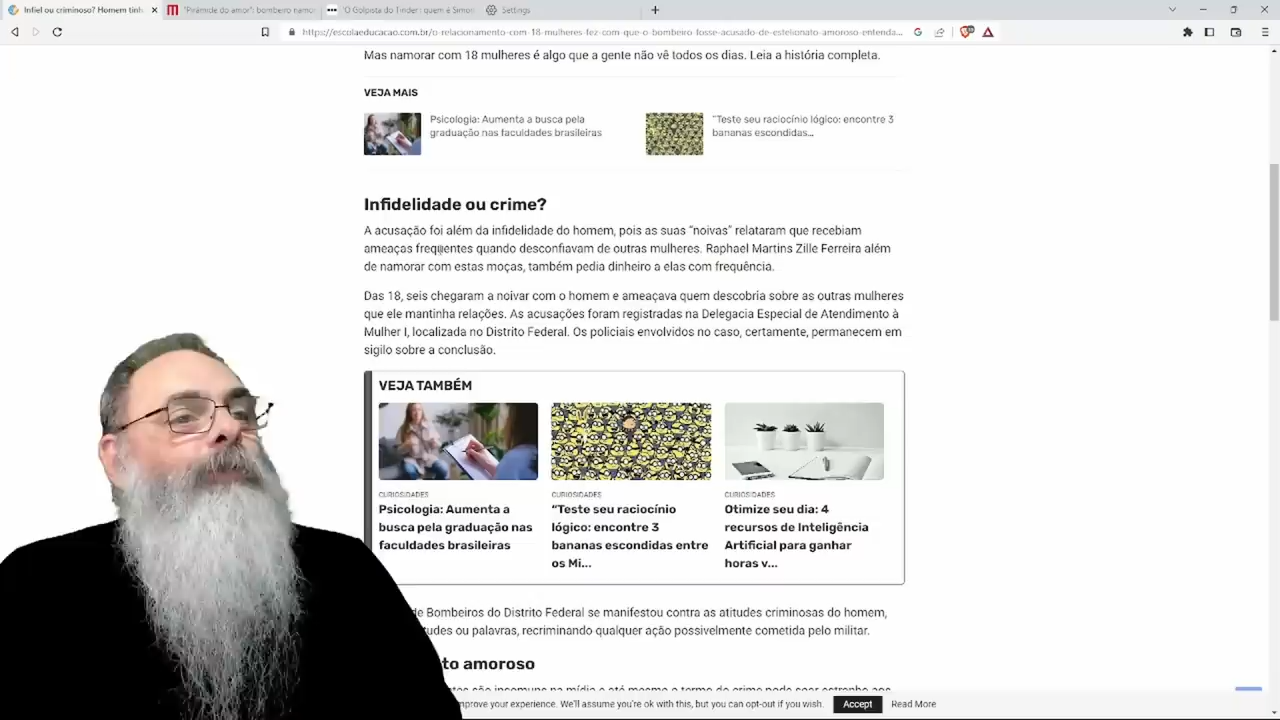 Infiel ou criminoso? Homem tinh
"Pirâmide do amor": bombeiro namor
'O Golpista do Tinder': quem é Simon
Settings
https://escolaeducacao.com.br/o-relacionamento-com-18-mulheres-fez-com-que-o-bombeiro-fosse-acusado-de-estelionato-amoroso-entenda...
Mas namorar com 18 mulheres é algo que a gente não vê todos os dias. Leia a história completa.
VEJA MAIS
Psicologia: Aumenta a busca pela
graduação nas faculdades brasileiras
"Teste seu raciocínio lógico: encontre 3
bananas escondidas...
Infidelidade ou crime?
A acusação foi além da infidelidade do homem, pois as suas “noivas” relataram que recebiam
ameaças frequentes quando desconfiavam de outras mulheres. Raphael Martins Zille Ferreira além
de namorar com estas moças, também pedia dinheiro a elas com frequência.
Das 18, seis chegaram a noivar com o homem e ameaçava quem descobria sobre as outras mulheres
que ele mantinha relações. As acusações foram registradas na Delegacia Especial de Atendimento à
Mulher I, localizada no Distrito Federal. Os policiais envolvidos no caso, certamente, permanecem em
sigilo sobre a conclusão.
VEJA TAMBÉM
CURIOSIDADES
Psicologia: Aumenta a
busca pela graduação nas
faculdades brasileiras
CURIOSIDADES
“Teste seu raciocínio
lógico: encontre 3
bananas escondidas entre
os Mi...
CURIOSIDADES
Otimize seu dia: 4
recursos de Inteligência
Artificial para ganhar
horas v...
de Bombeiros do Distrito Federal se manifestou contra as atitudes criminosas do homem,
tudes ou palavras, recriminando qualquer ação possivelmente cometida pelo militar.
to amoroso
mprove your experience. We'll assume you're ok with this, but you can opt-out if you wish.
Accept
Read More